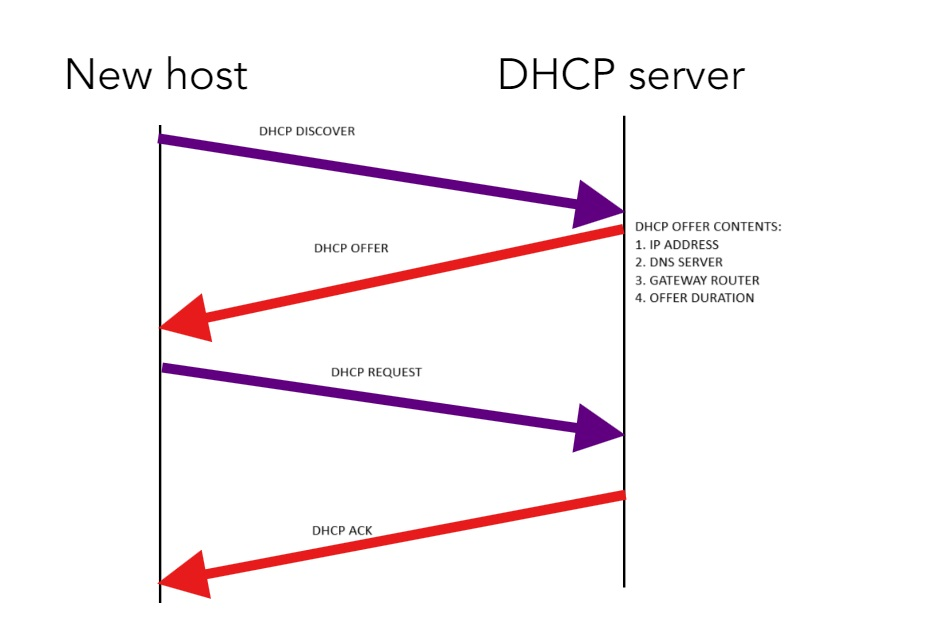 New host
DHCP server
DHCP DISCOVER
DHCP OFFER CONTENTS:
1. IP ADDRESS
2. DNS SERVER
3. GATEWAY ROUTER
4. OFFER DURATION
DHCP OFFER
DHCP REQUEST
DHCP ACK